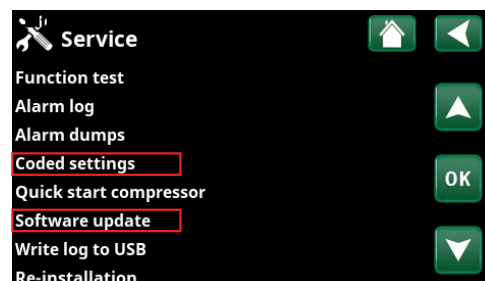 Service
Function test
Alarm log
Alarm dumps
Coded settings
OK
Quick start compressor
Software update
Write log to USB
Re-installation